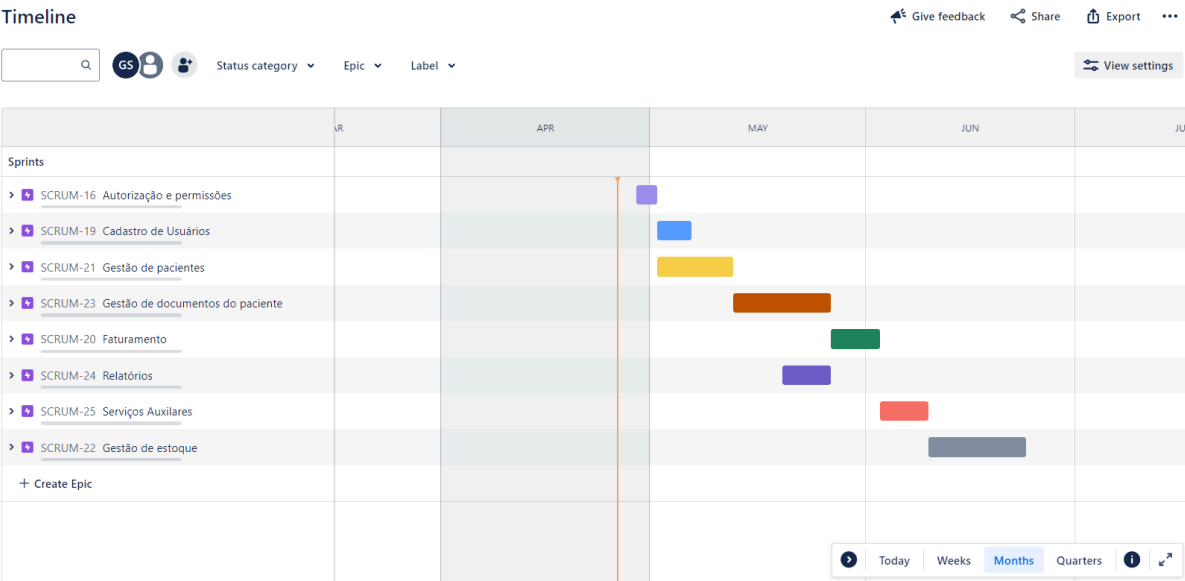 Timeline
Give feedback Share Export
GS Status category Epic Label View settings
AR APR MAY JUN JU
Sprints
SCRUM-16 Autorização e permissões
SCRUM-19 Cadastro de Usuários
SCRUM-21 Gestão de pacientes
SCRUM-23 Gestão de documentos do paciente
SCRUM-20 Faturamento
SCRUM-24 Relatórios
SCRUM-25 Serviços Auxilares
SCRUM-22 Gestão de estoque
+ Create Epic
Today Weeks Months Quarters